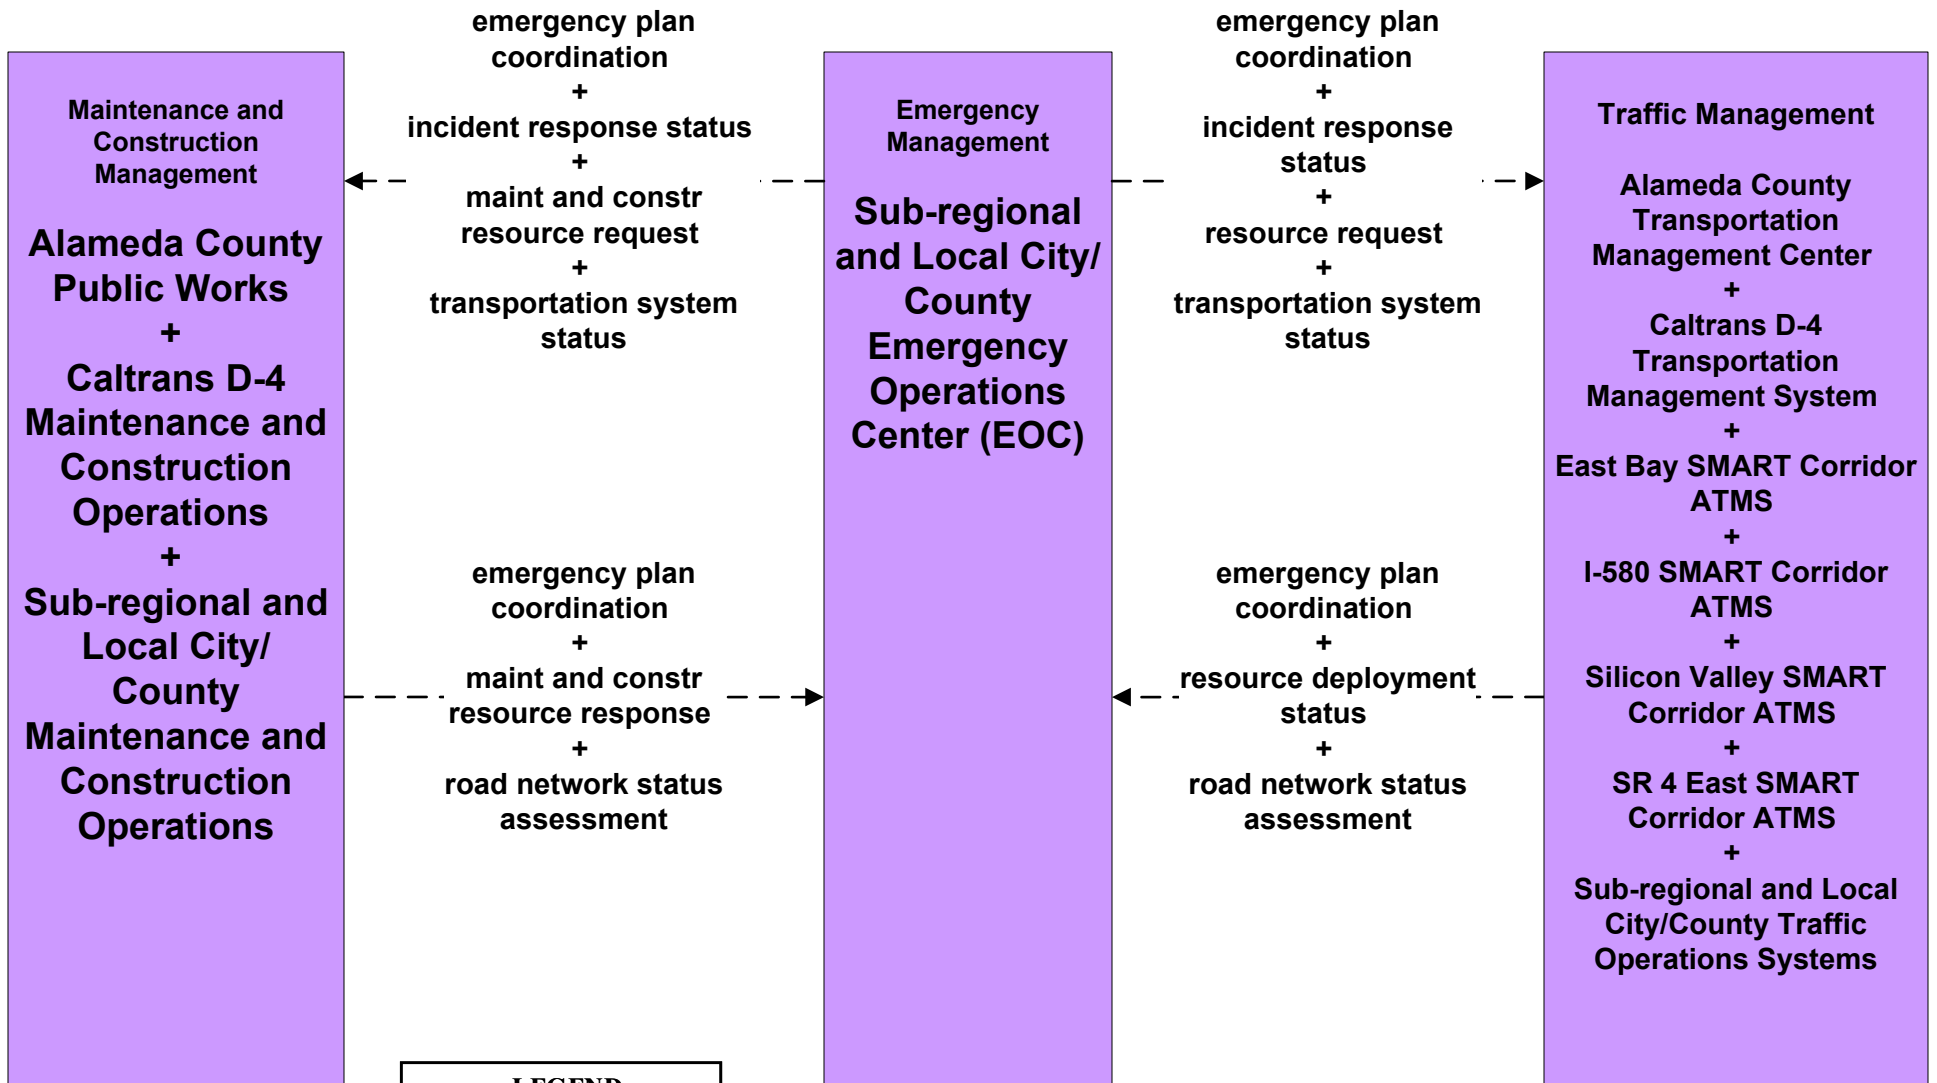 Maintenance and
Construction
Management
Alameda County
Public Works
+
Caltrans D-4
Maintenance and
Construction
Operations
+
Sub-regional and
Local City/
County
Maintenance and
Construction
Operations
emergency plan
coordination
+
incident response status
+
maint and constr
resource request
+
transportation system
status
emergency plan
coordination
+
maint and constr
resource response
+
road network status
assessment
Emergency
Management
Sub-regional
and Local City/
County
Emergency
Operations
Center (EOC)
emergency plan
coordination
+
incident response
status
+
resource request
+
transportation system
status
emergency plan
coordination
+
resource deployment
status
+
road network status
assessment
Traffic Management
Alameda County
Transportation
Management Center
+
Caltrans D-4
Transportation
Management System
+
East Bay SMART Corridor
ATMS
+
I-580 SMART Corridor
ATMS
+
Silicon Valley SMART
Corridor ATMS
+
SR 4 East SMART
Corridor ATMS
+
Sub-regional and Local
City/County Traffic
Operations Systems
LEGEND